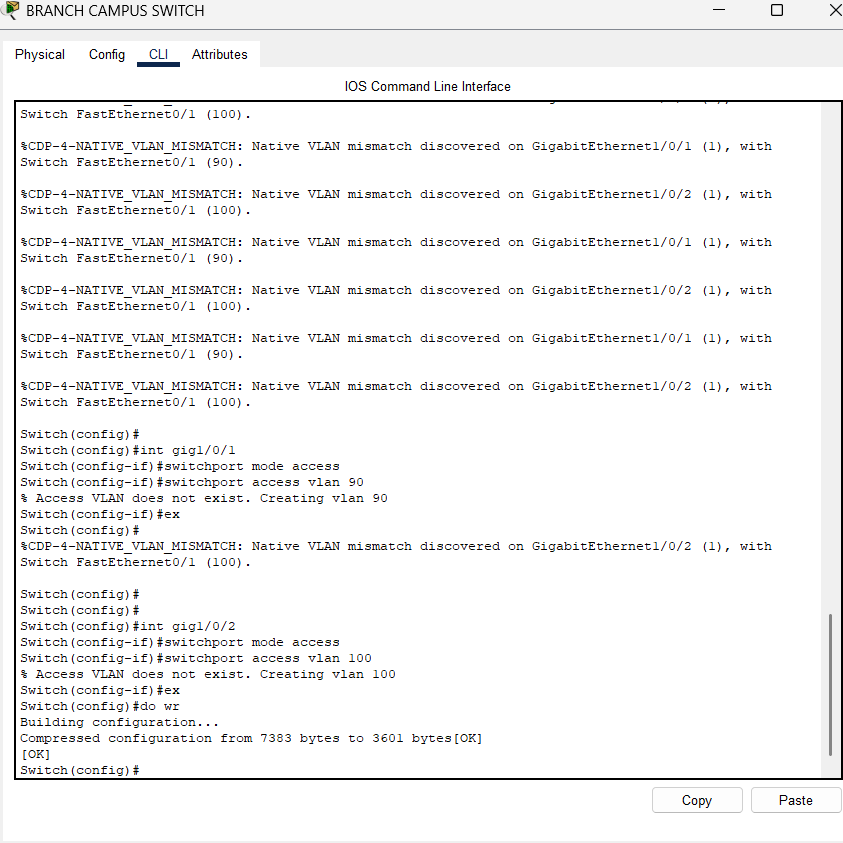 BRANCH CAMPUS SWITCH
Physical Config CLI Attributes
IOS Command Line Interface
Switch FastEthernet0/1 (100).
%CDP-4-NATIVE_VLAN_MISMATCH: Native VLAN mismatch discovered on GigabitEthernet1/0/1 (1), with
Switch FastEthernet0/1 (90).
%CDP-4-NATIVE_VLAN_MISMATCH: Native VLAN mismatch discovered on GigabitEthernet1/0/2 (1), with
Switch FastEthernet0/1 (100).
%CDP-4-NATIVE_VLAN_MISMATCH: Native VLAN mismatch discovered on GigabitEthernet1/0/1 (1), with
Switch FastEthernet0/1 (90).
%CDP-4-NATIVE_VLAN_MISMATCH: Native VLAN mismatch discovered on GigabitEthernet1/0/2 (1), with
Switch FastEthernet0/1 (100).
%CDP-4-NATIVE_VLAN_MISMATCH: Native VLAN mismatch discovered on GigabitEthernet1/0/1 (1), with
Switch FastEthernet0/1 (90).
%CDP-4-NATIVE_VLAN_MISMATCH: Native VLAN mismatch discovered on GigabitEthernet1/0/2 (1), with
Switch FastEthernet0/1 (100).
Switch(config)#
Switch(config)#int gig1/0/1
Switch(config-if)#switchport mode access
Switch(config-if)#switchport access vlan 90
% Access VLAN does not exist. Creating vlan 90
Switch(config-if)#ex
Switch(config)#
%CDP-4-NATIVE_VLAN_MISMATCH: Native VLAN mismatch discovered on GigabitEthernet1/0/2 (1), with
Switch FastEthernet0/1 (100).
Switch(config)#
Switch(config)#
Switch(config)#int gig1/0/2
Switch(config-if)#switchport mode access
Switch(config-if)#switchport access vlan 100
% Access VLAN does not exist. Creating vlan 100
Switch(config-if)#ex
Switch(config)#do wr
Building configuration...
Compressed configuration from 7383 bytes to 3601 bytes[OK]
[OK]
Switch(config)#
Copy Paste